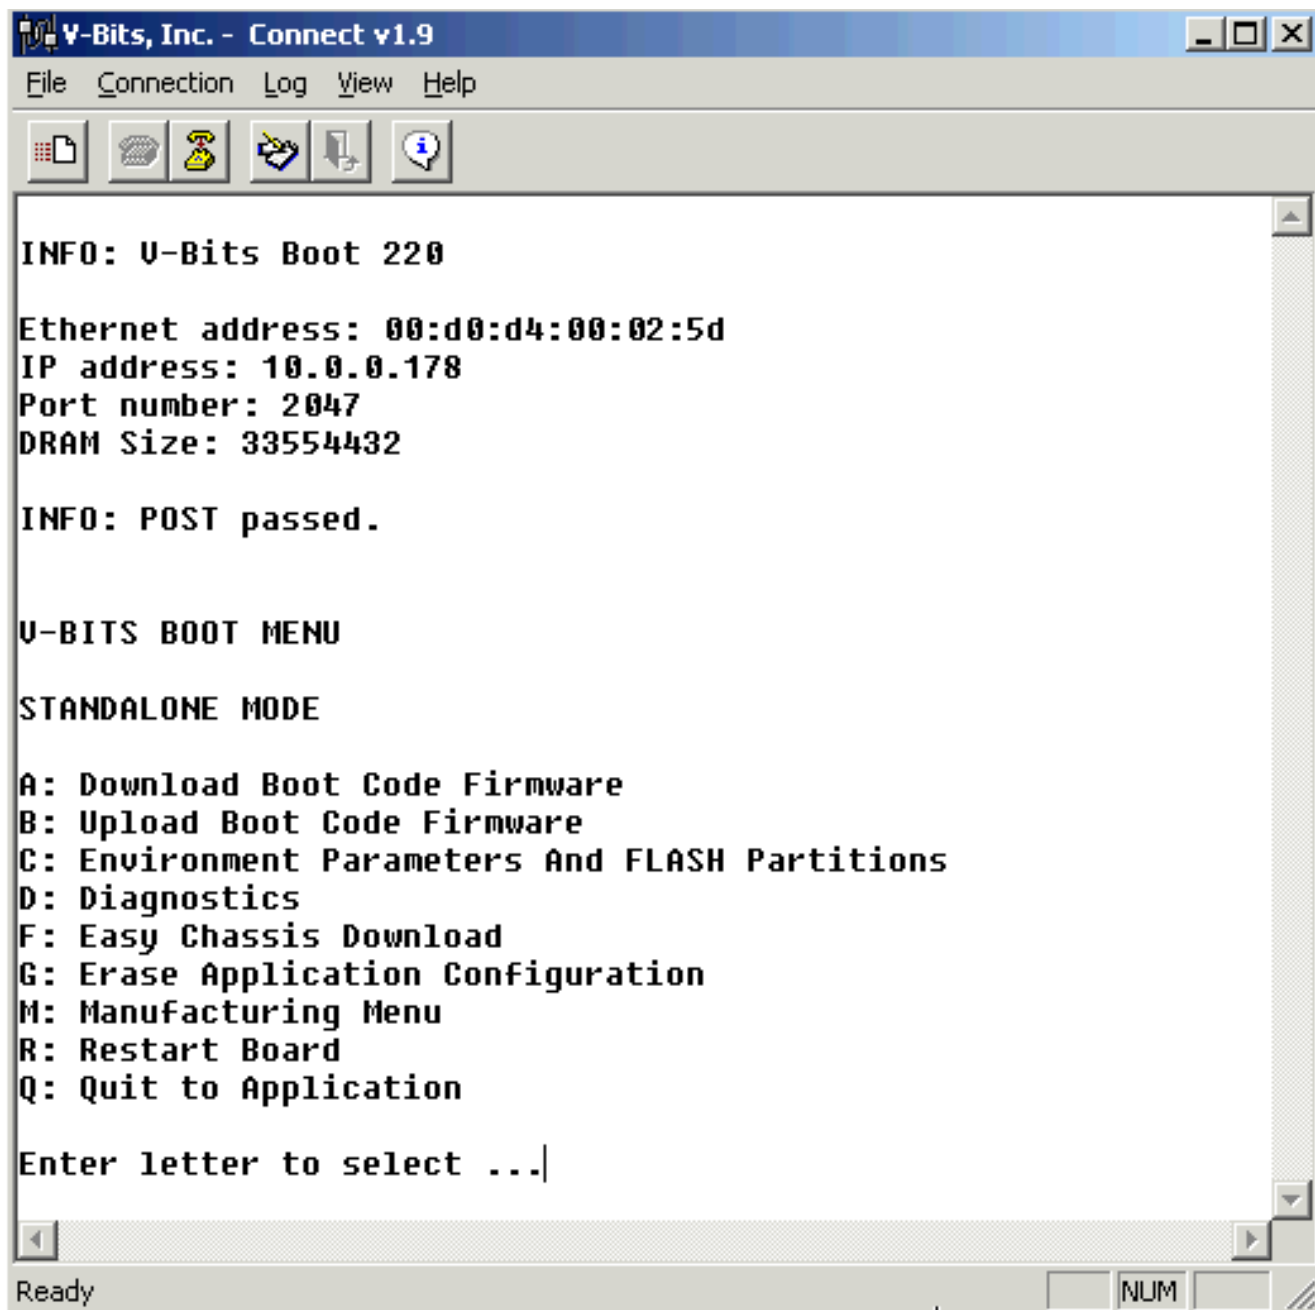 V-Bits, Inc. - Connect v1.9
File Connection Log View Help
INFO: V-Bits Boot 220
Ethernet address: 00:d0:d4:00:02:5d
IP address: 10.0.0.178
Port number: 2047
DRAM Size: 33554432
INFO: POST passed.
V-BITS BOOT MENU
STANDALONE MODE
A: Download Boot Code Firmware
B: Upload Boot Code Firmware
C: Environment Parameters And FLASH Partitions
D: Diagnostics
F: Easy Chassis Download
G: Erase Application Configuration
M: Manufacturing Menu
R: Restart Board
Q: Quit to Application
Enter letter to select ...
Ready NUM